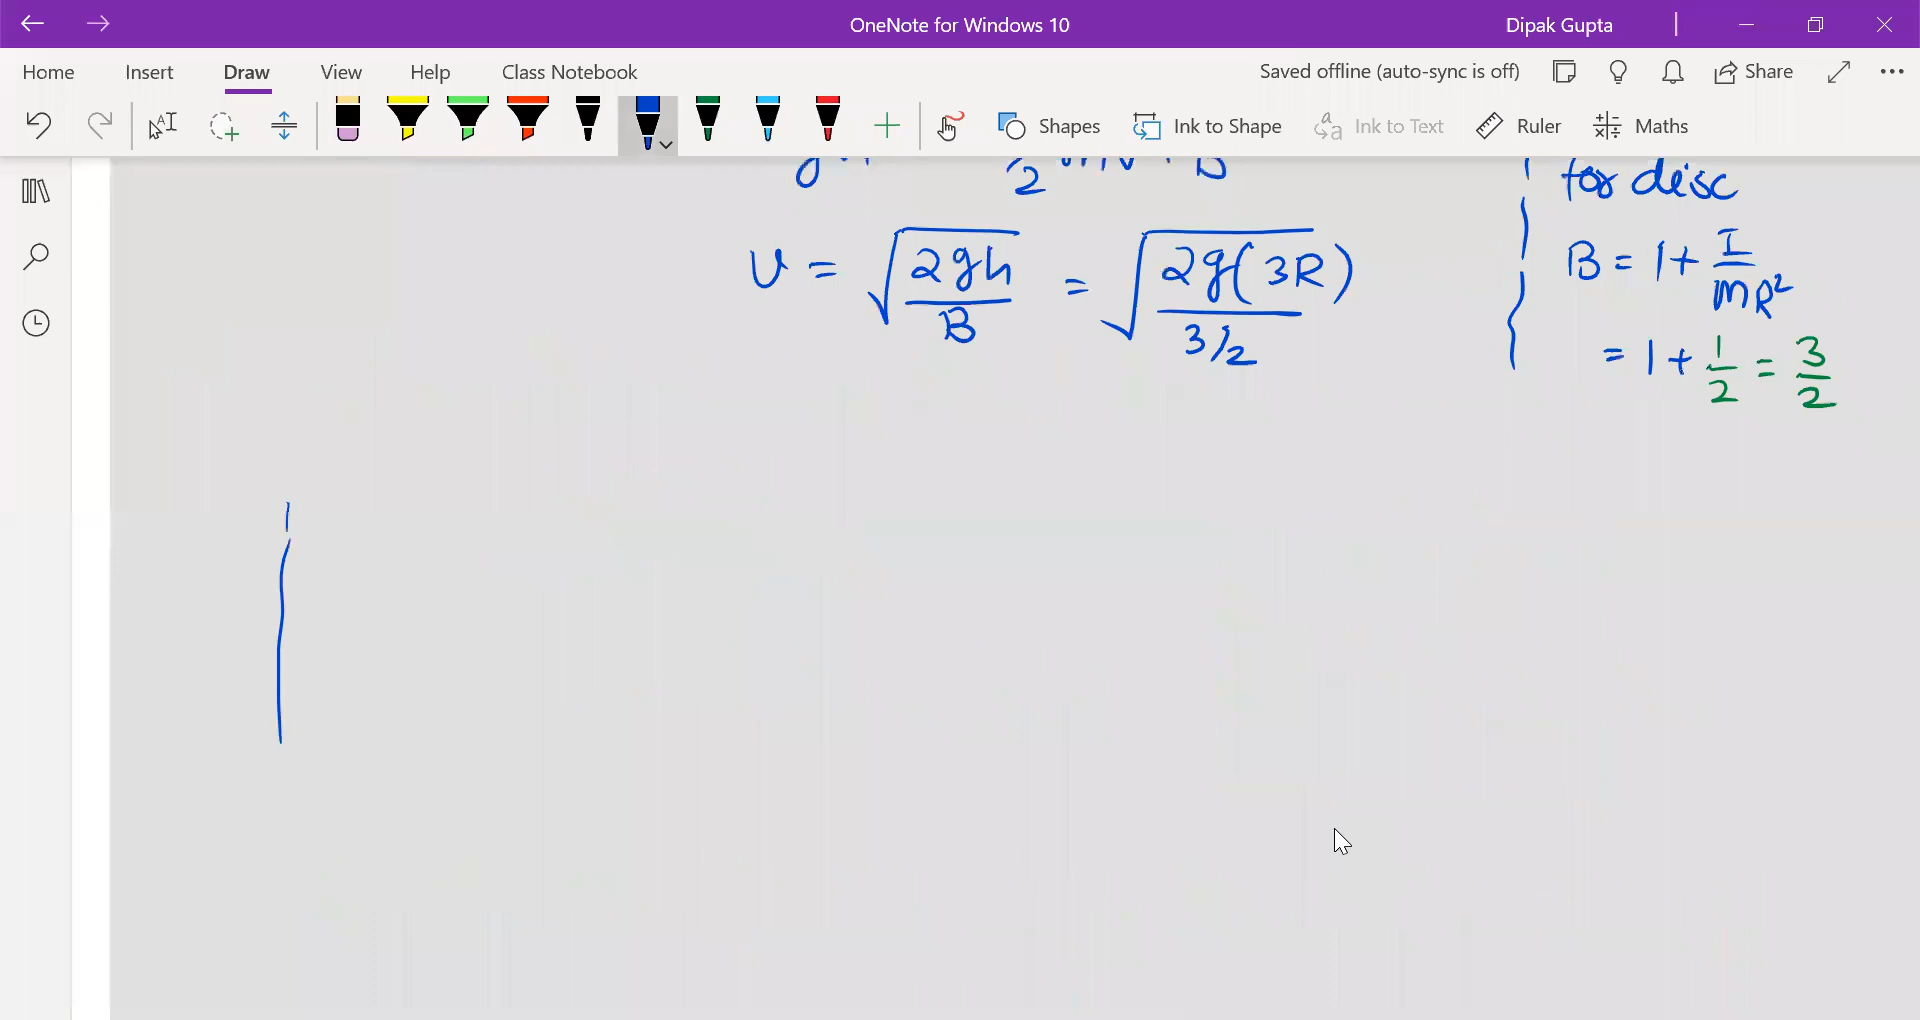 OneNote for Windows 10
Dipak Gupta
Home Insert Draw View Help Class Notebook
Saved offline (auto-sync is off) Share
Shapes Ink to Shape Ink to Text Ruler Maths
for disc
v = √(2gh/B) = √(2g(3R)/(3/2))
B = 1 + I/mR²
= 1 + 1/2 = 3/2